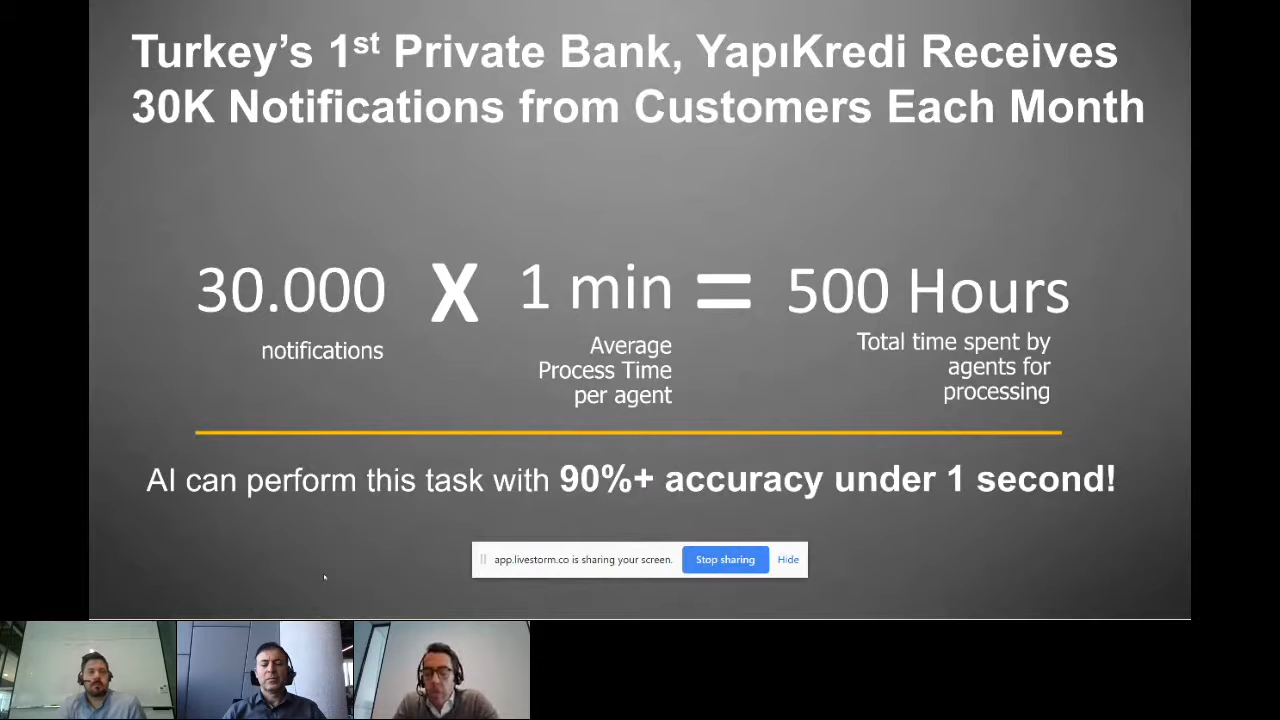 Turkey’s 1st Private Bank, YapıKredi Receives
30K Notifications from Customers Each Month
30.000 X 1 min = 500 Hours
notifications
Average
Process Time
per agent
Total time spent by
agents for
processing
AI can perform this task with 90%+ accuracy under 1 second!
app.livestorm.co is sharing your screen. Stop sharing Hide